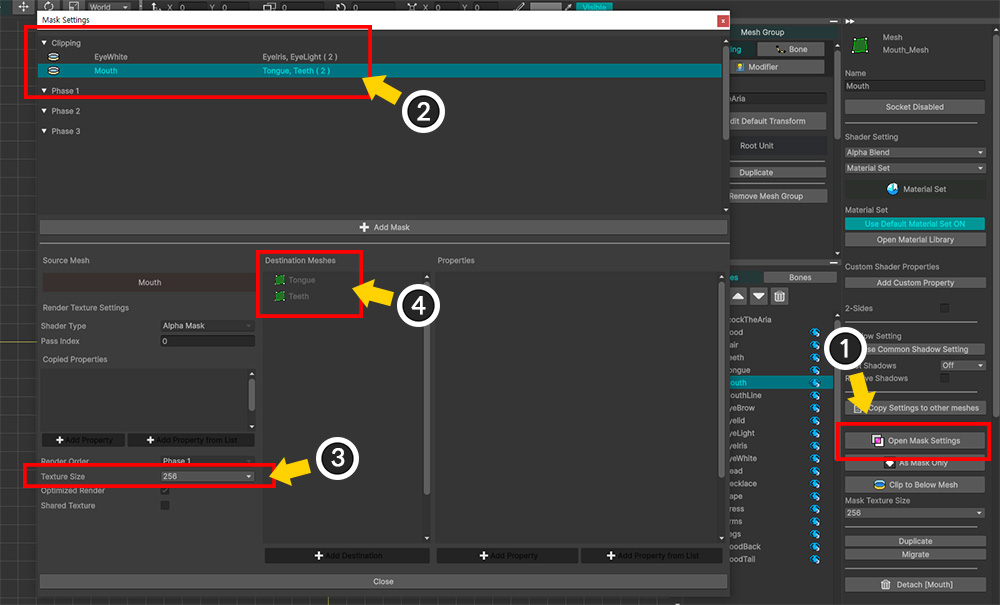 World
X
0
Y
0
0
0
X
0
Y
0
Visible
Mask Settings
x
Clipping
EyeWhite
EyeIris, EyeLight ( 2 )
Mouth
Tongue, Teeth ( 2 )
Phase 1
Phase 2
Phase 3
2
Add Mask
Source Mesh
Mouth
Render Texture Settings
Shader Type
Alpha Mask
Pass Index
0
Copied Properties
Add Property
Add Property from List
Render Order
Phase 1
Texture Size
256
Optimized Render
Shared Texture
3
Destination Meshes
Tongue
Teeth
4
Add Destination
Properties
Add Property
Add Property from List
Close
Mesh Group
ng
Bone
Modifier
heAria
dit Default Transform
Root Unit
Duplicate
Remove Mesh Group
es
Bones
cockTheAria
ood
air
eeth
ongue
outh
outhLine
yeBrow
yelid
yeLight
yeIris
yeWhite
ead
ecklace
ape
ress
rms
egs
oodBack
oodTail
Mesh
Mouth_Mesh
Name
Mouth
Socket Disabled
Shader Setting
Alpha Blend
Material Set
Material Set
Material Set
Use Default Material Set ON
Open Material Library
Custom Shader Properties
Add Custom Property
2-Sides
ow Setting
se Common Shadow Setting
t Shadows
Off
e Shadows
1
Copy Settings to other meshes
Open Mask Settings
As Mask Only
Clip to Below Mesh
Mask Texture Size
256
Duplicate
Migrate
Detach [Mouth]